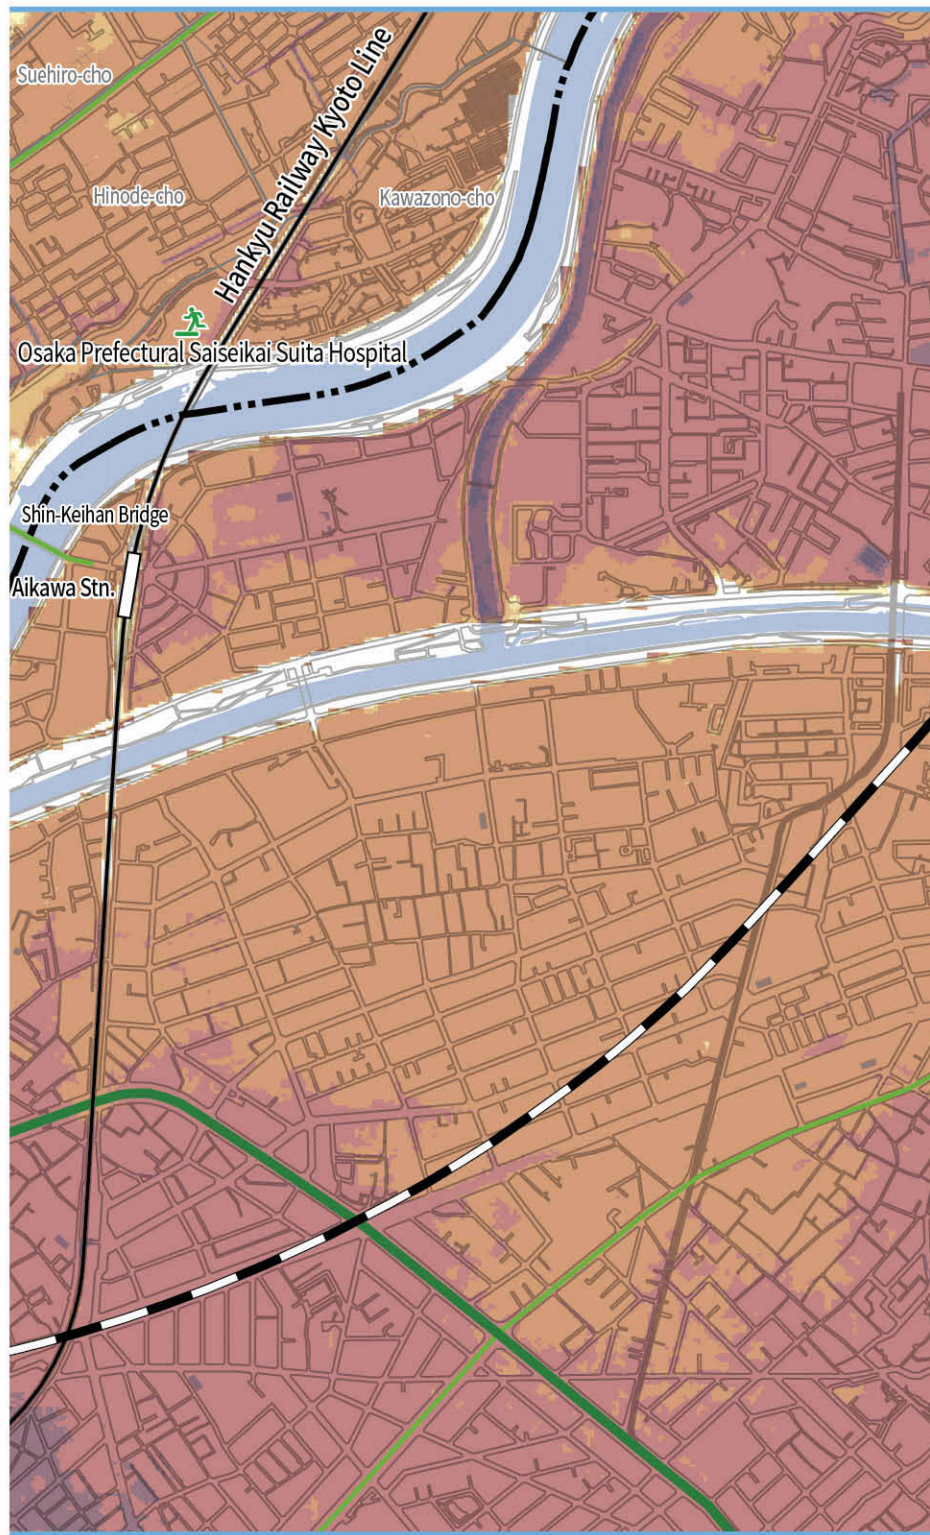 Suehiro-cho
Hankyu Railway Kyoto Line
Hinode-cho
Kawazono-cho
Osaka Prefectural Saiseikai Suita Hospital
Shin-Keihan Bridge
Aikawa Stn.